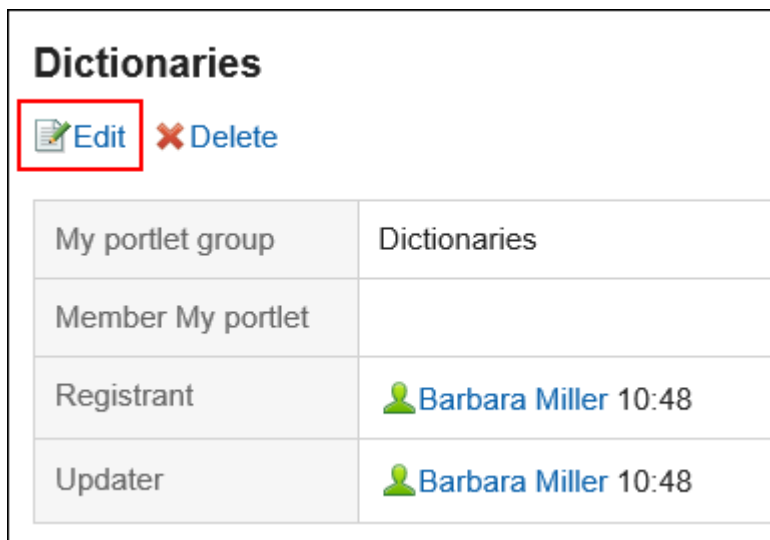 Dictionaries
Edit Delete
My portlet group Dictionaries
Member My portlet
Registrant Barbara Miller 10:48
Updater Barbara Miller 10:48